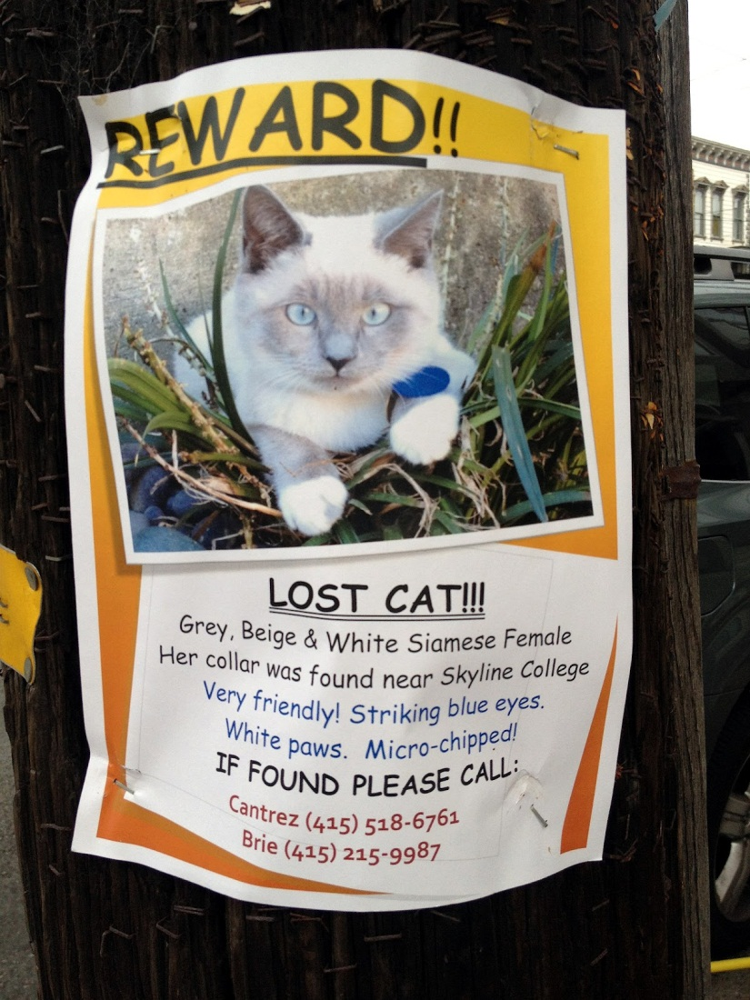 REWARD!!
LOST CAT!!!
Grey, Beige & White Siamese Female
Her collar was found near Skyline College
Very friendly! Striking blue eyes.
White paws. Micro-chipped!
IF FOUND PLEASE CALL:
Cantrez (415) 518-6761
Brie (415) 215-9987